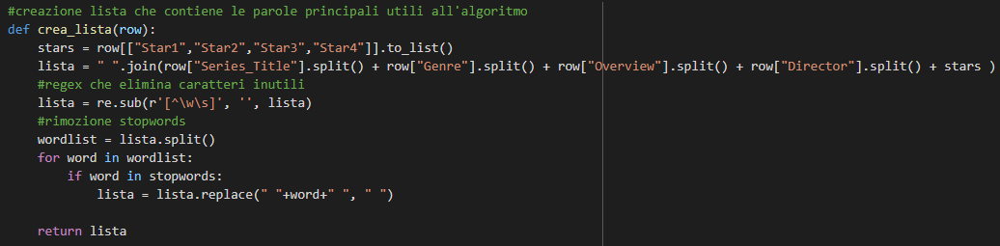 #creazione lista che contiene le parole principali utili all'algoritmo
def crea_lista(row):
    stars = row[["Star1","Star2","Star3","Star4"]].to_list()
    lista = " ".join(row["Series_Title"].split() + row["Genre"].split() + row["Overview"].split() + row["Director"].split() + stars )
    #regex che elimina caratteri inutili
    lista = re.sub(r'[^\w\s]', '', lista)
    #rimozione stopwords
    wordlist = lista.split()
    for word in wordlist:
        if word in stopwords:
            lista = lista.replace(" "+word+" ", " ")
    return lista